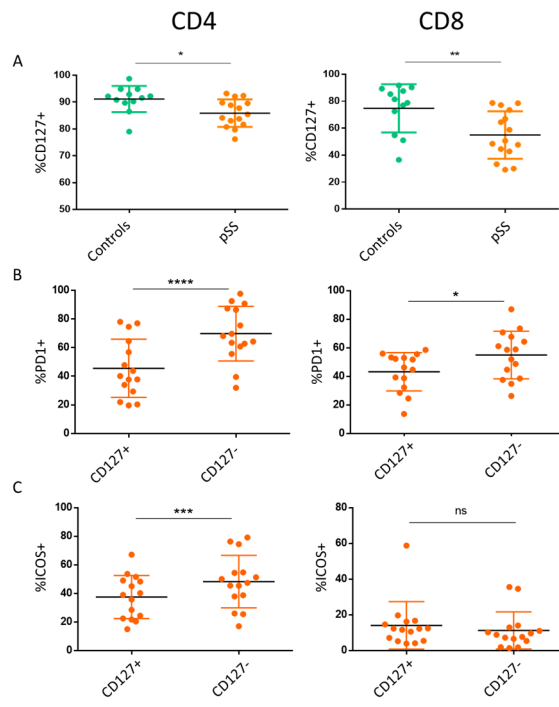 CD4
CD8
A
*
**
%CD127+
100
90
80
70
60
50
Controls
pSS
%CD127+
100
80
60
40
20
0
Controls
pSS
B
****
*
%PD1+
100
80
60
40
20
0
CD127+
CD127-
%PD1+
100
80
60
40
20
0
CD127+
CD127-
C
***
ns
%ICOS+
100
80
60
40
20
0
CD127+
CD127-
%ICOS+
80
60
40
20
0
CD127+
CD127-